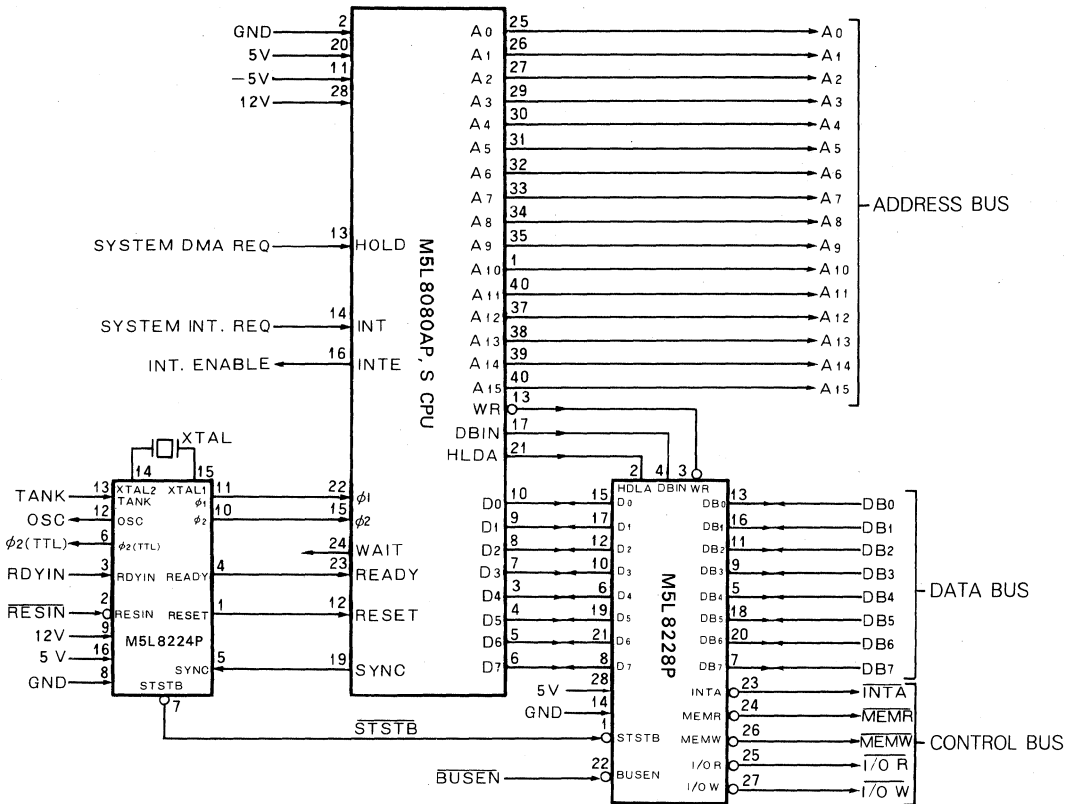 GND 2
5V 20
−5V 11
12V 28
SYSTEM DMA REQ 13 HOLD
SYSTEM INT. REQ 14 INT
INT. ENABLE 16 INTE
M5L8080AP, S CPU
A0 25 A0
A1 26 A1
A2 27 A2
A3 29 A3
A4 30 A4
A5 31 A5
A6 32 A6
A7 33 A7
A8 34 A8
A9 35 A9
A10 1 A10
A11 40 A11
A12 37 A12
A13 38 A13
A14 39 A14
A15 40 A15
ADDRESS BUS
WR 13
DBIN 17
HLDA 21
XTAL
14 15
XTAL2 XTAL1
TANK 13 TANK
ϕ1 11 22 ϕ1
OSC 12 OSC
ϕ2 10 15 ϕ2
ϕ2(TTL) 6 ϕ2(TTL)
24 WAIT
RDYIN 3 RDYIN READY 4 23 READY
RESIN 2 RESIN RESET 1 12 RESET
12V 9
M5L8224P
5 V 16
SYNC 5 19 SYNC
GND 8
STSTB
7
STSTB
2 4 3
HLDA DBIN WR
D0 10 15 D0 DB0 13 DB0
D1 9 17 D1 DB1 16 DB1
D2 8 12 D2 DB2 11 DB2
D3 7 10 D3 DB3 9 DB3
D4 3 6 D4 DB4 5 DB4
D5 4 19 D5 DB5 18 DB5
D6 5 21 D6 DB6 20 DB6
D7 6 8 D7 DB7 7 DB7
M5L8228P
DATA BUS
5V 28
GND 14
1 STSTB
BUSEN 22 BUSEN
INTA 23 INTA
MEMR 24 MEMR
MEMW 26 MEMW
I/O R 25 I/O R
I/O W 27 I/O W
CONTROL BUS